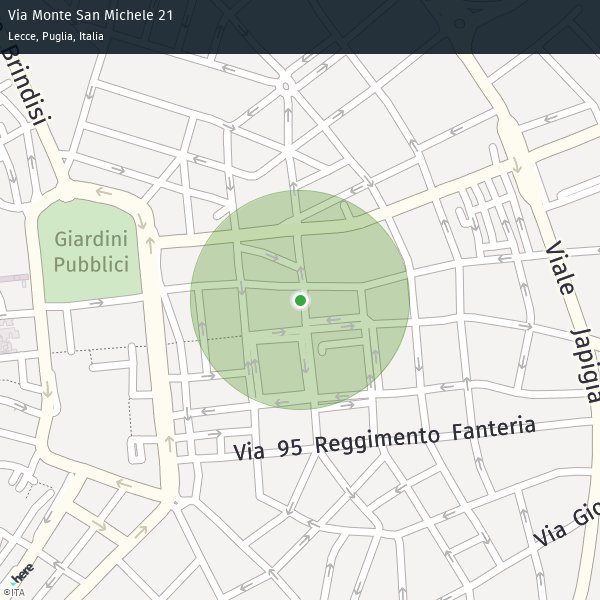 Via Monte San Michele 21
Lecce, Puglia, Italia
Brindisi
Giardini
Pubblici
Viale Japigia
Via 95 Reggimento Fanteria
Via Gio
here
©ITA